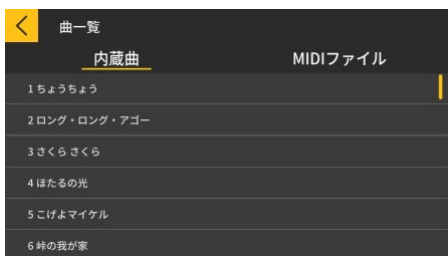 曲一覧
内蔵曲 MIDIファイル
1 ちょうちょう
2 ロング・ロング・アゴー
3 さくら さくら
4 ほたるの光
5 こげよマイケル
6 峠の我が家